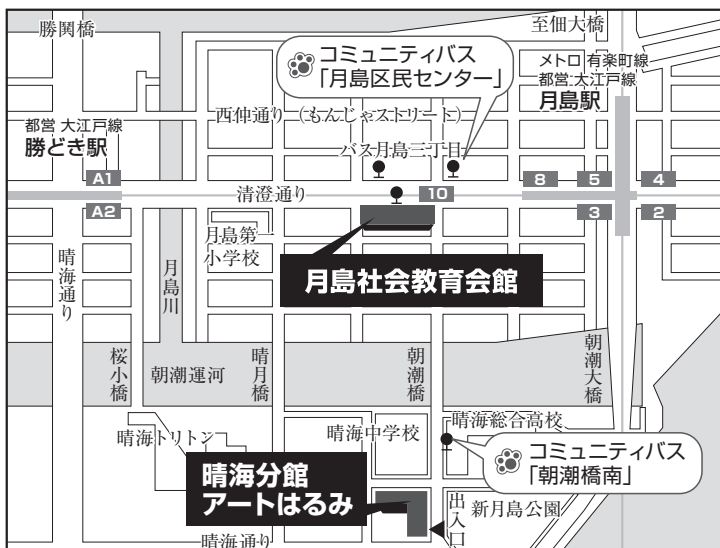 勝鬨橋
至佃大橋
コミュニティバス
「月島区民センター」
メトロ 有楽町線
都営 大江戸線
月島駅
西仲通り（もんじゃストリート）
都営 大江戸線
勝どき駅
バス月島三丁目
A1
清澄通り
10
8
5
4
A2
3
2
月島第一
小学校
晴海通り
月島川
月島社会教育会館
桜小橋
朝潮運河
晴月橋
朝潮橋
朝潮大橋
晴海トリトン
晴海中学校
晴海総合高校
コミュニティバス
「朝潮橋南」
晴海分館
アートはるみ
出入口
新月島公園
晴海通り